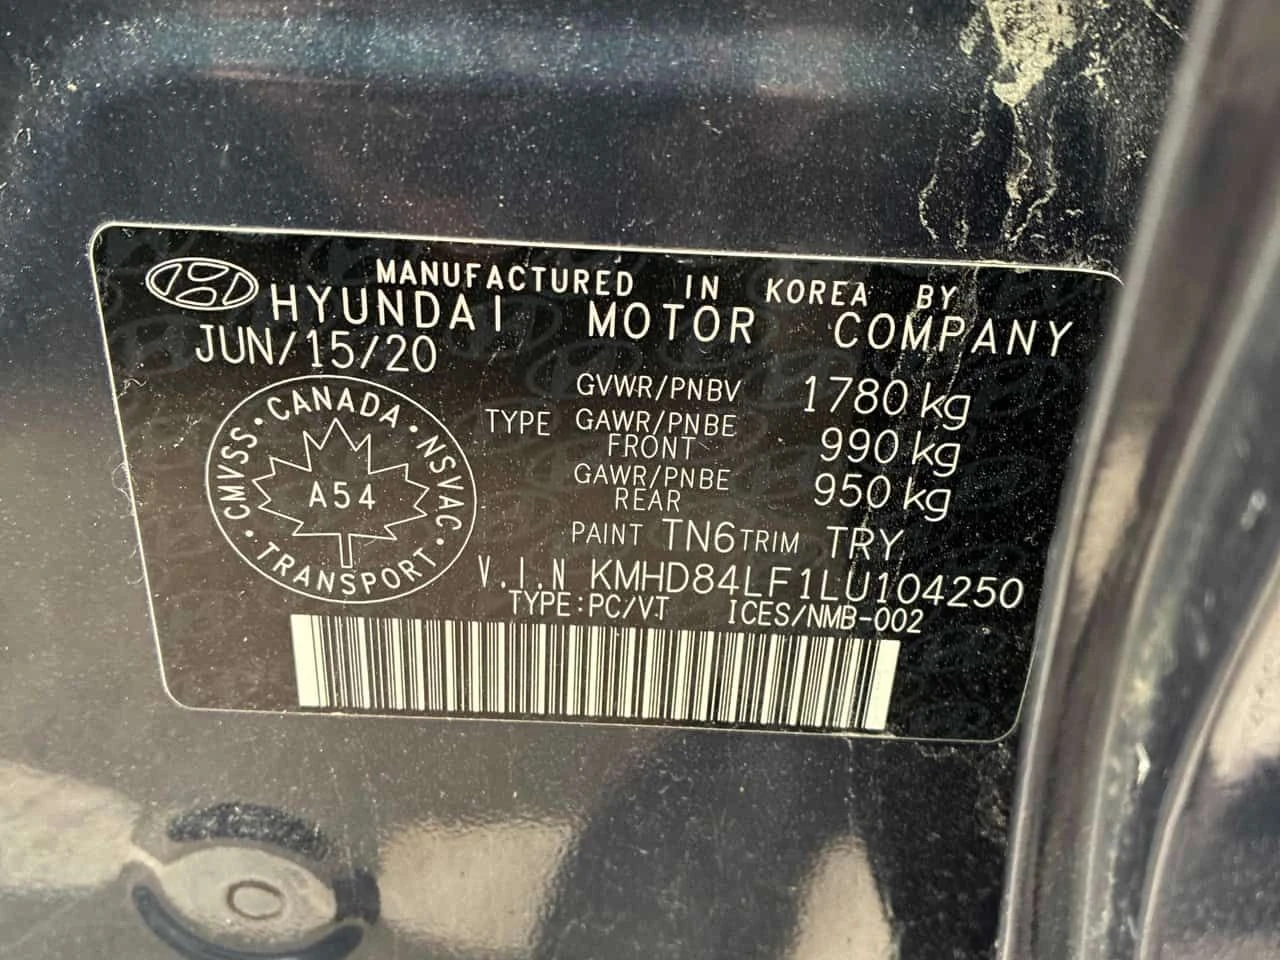 MANUFACTURED IN KOREA BY
HYUNDAI MOTOR COMPANY
JUN/15/20
GVWR/PNBV 1780 kg
TYPE GAWR/PNBE FRONT 990 kg
GAWR/PNBE REAR 950 kg
CMVSS · CANADA · NSVAC · TRANSPORT ·
A54
PAINT TN6 TRIM TRY
V.I.N KMHD84LF1LU104250
TYPE:PC/VT ICES/NMB-002